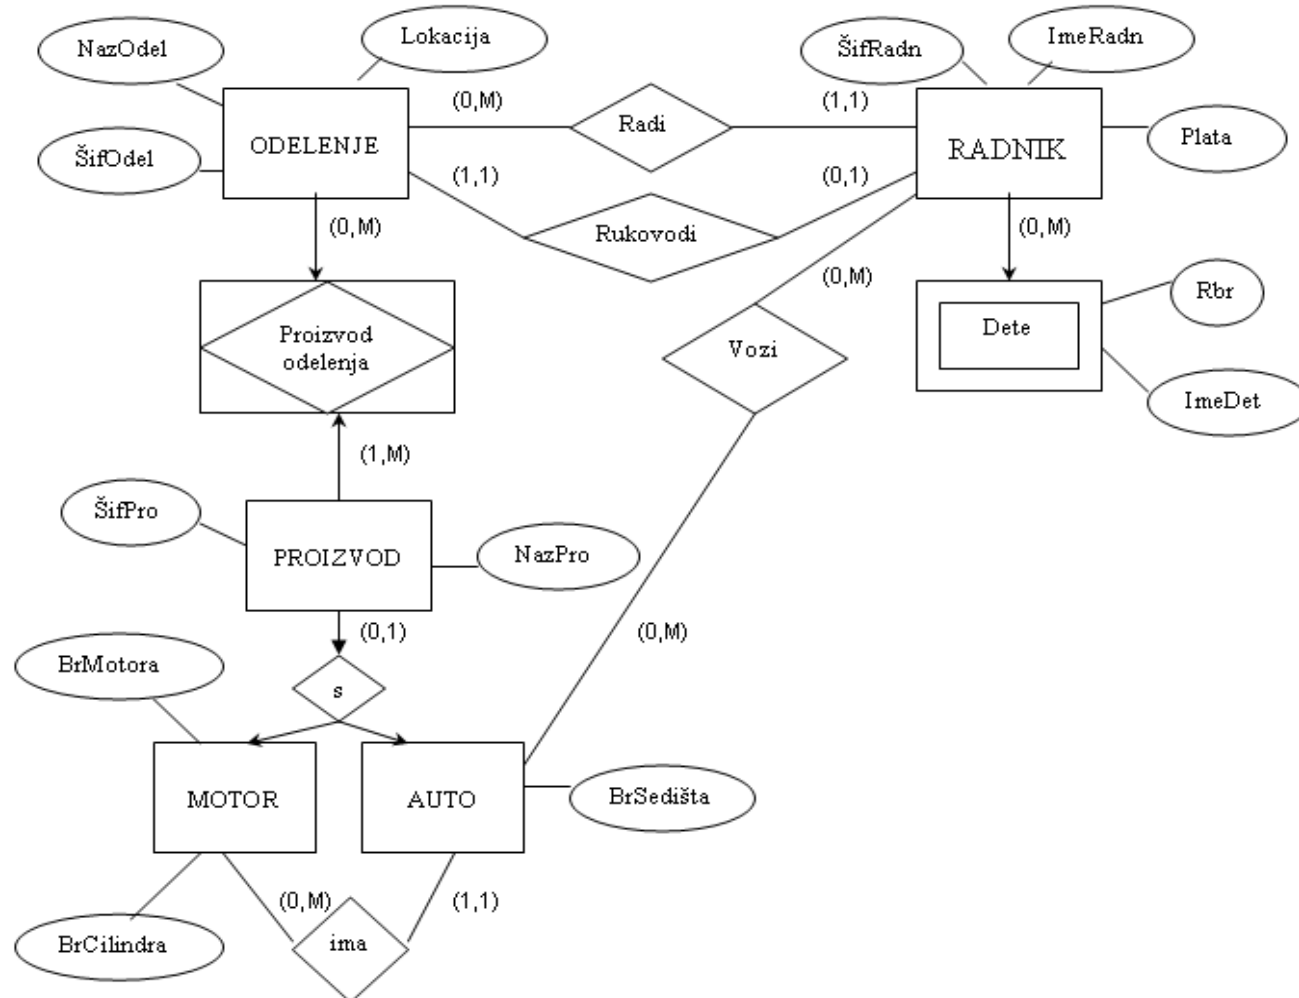 Lokacija
NazOdel
ŠifRadn
ImeRadn
(0,M)
(1,1)
Radi
Plata
ODELENJE
RADNIK
ŠifOdel
(1,1)
(0,1)
(0,M)
(0,M)
Rukovodi
(0,M)
Rbr
Proizvod
odelenja
Dete
Vozi
ImeDet
(1,M)
ŠifPro
PROIZVOD
NazPro
(0,1)
(0,M)
BrMotora
s
MOTOR
AUTO
BrSedišta
(0,M)
(1,1)
BrCilindra
ima